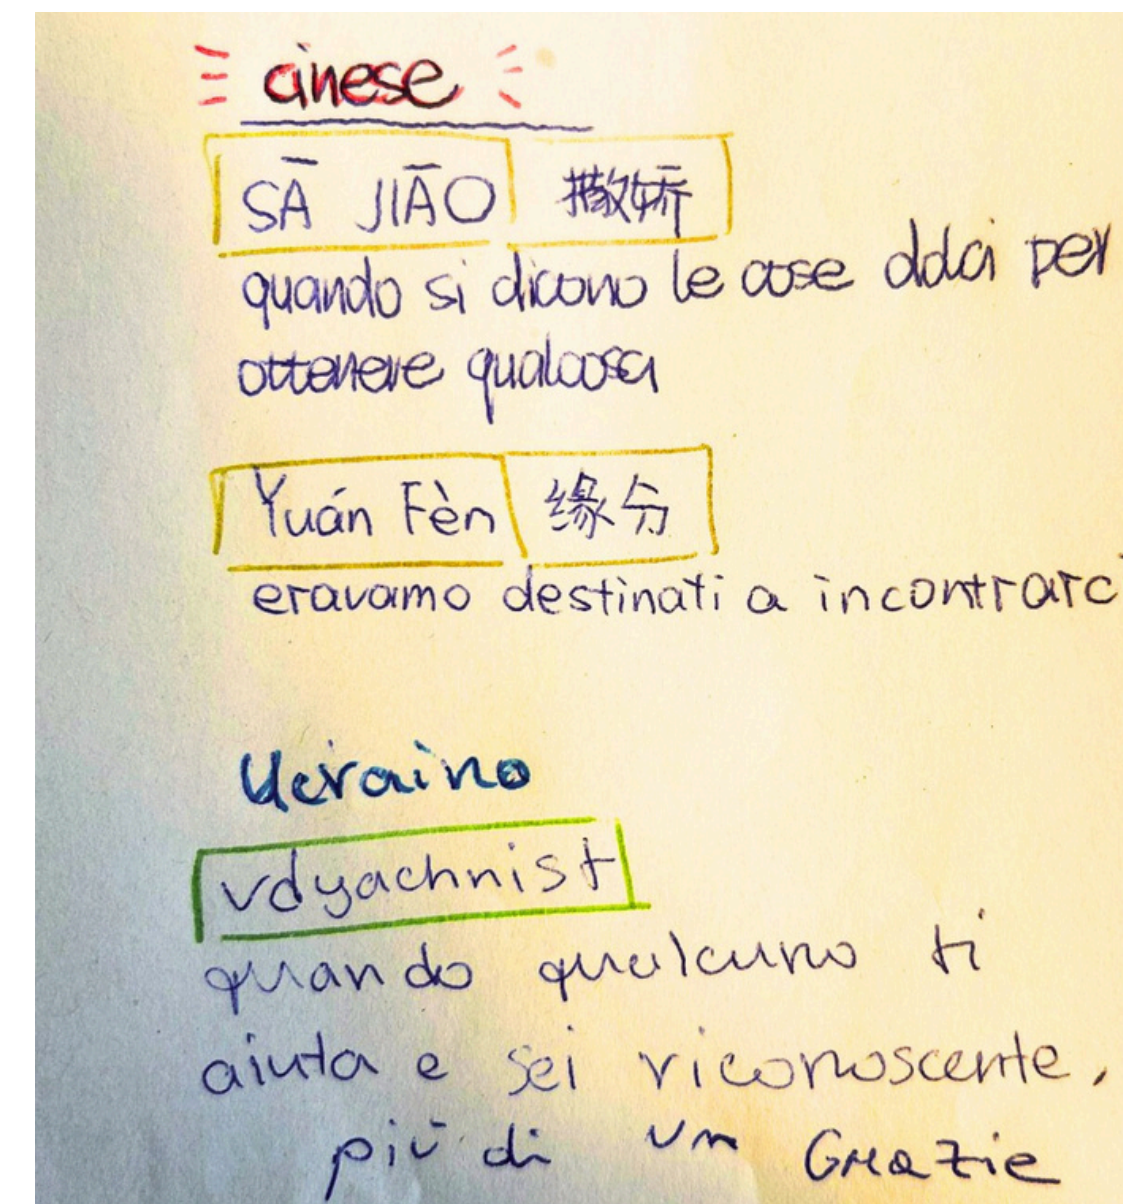 cinese
SĀ JIĀO 撒娇
quando si dicono le cose dolci per
ottenere qualcosa
Yuán Fèn 缘分
eravamo destinati a incontrarc
Ucraino
vdyachnist
quando qualcuno ti
aiuta e sei riconoscente,
più di un Grazie